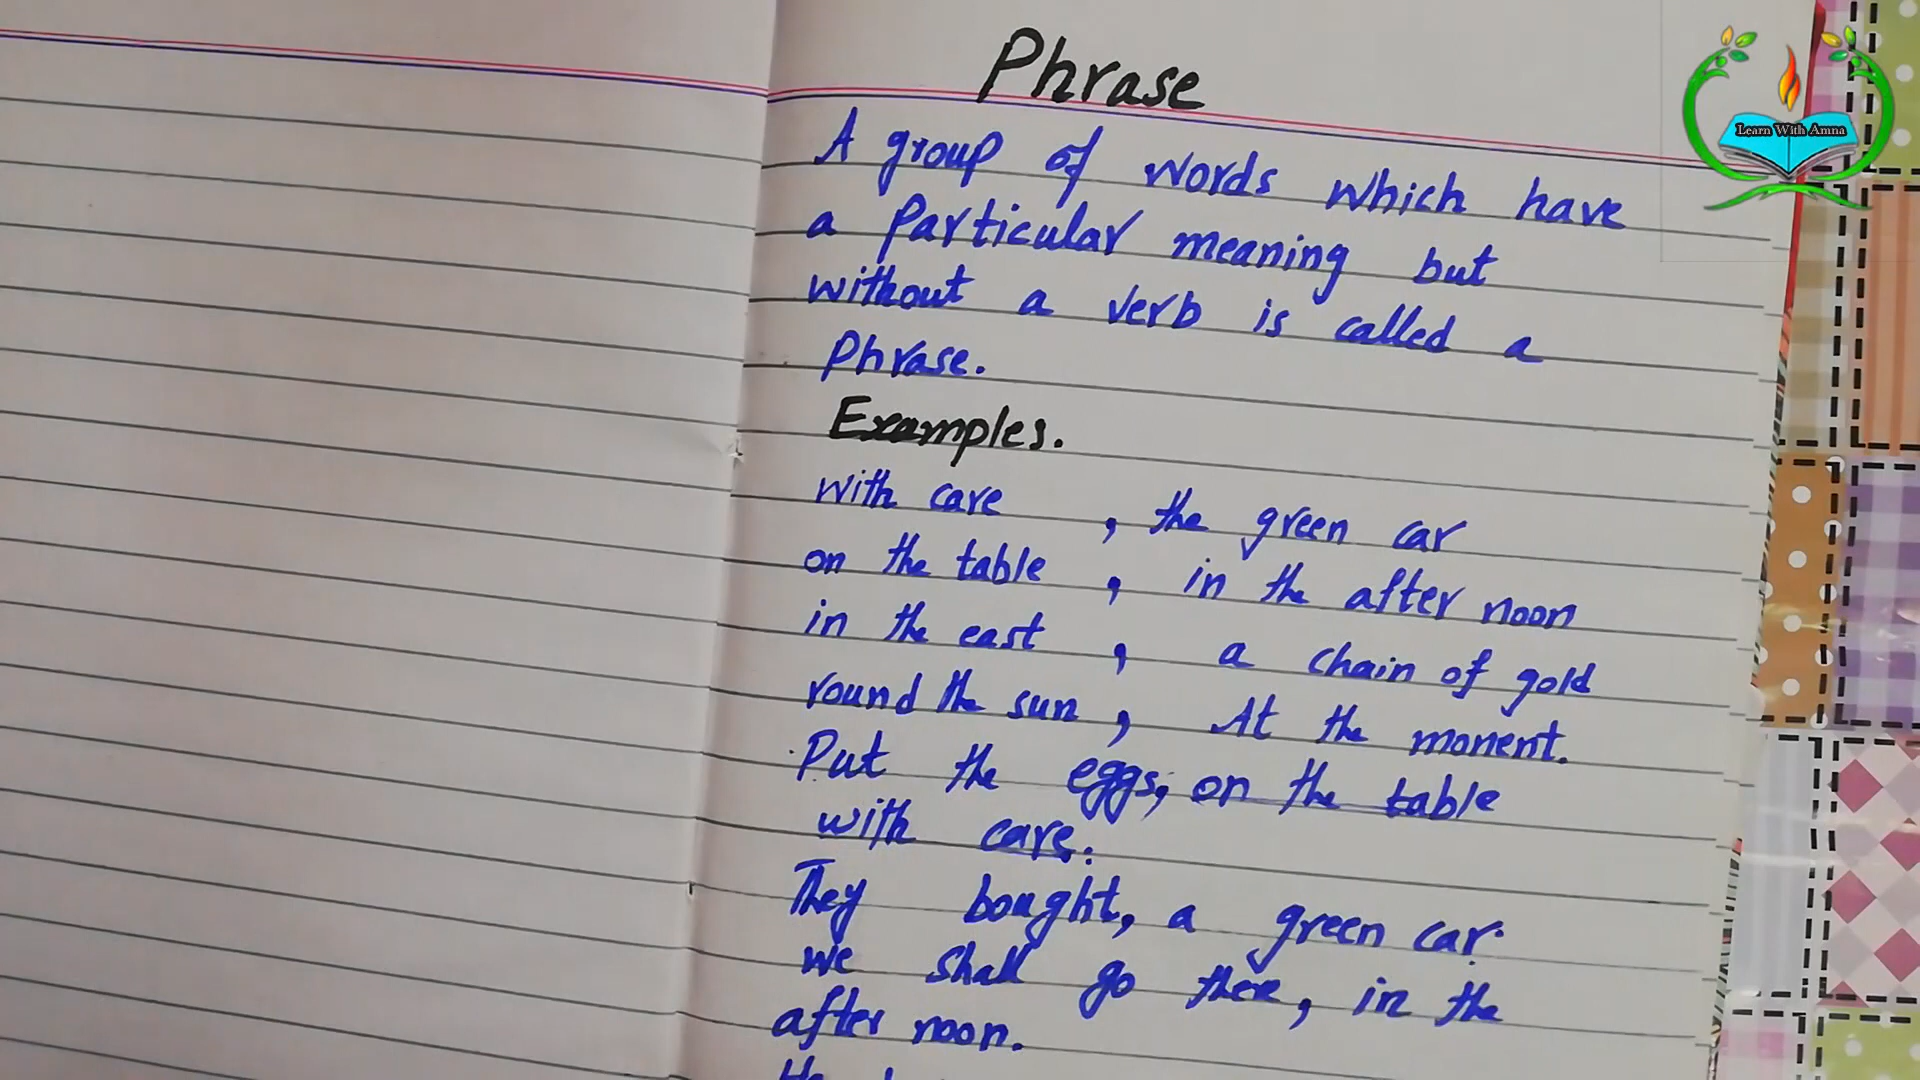 Phrase
Learn With Amna
A group of words which have
a particular meaning but
without a verb is called a
Phrase.
Examples.
with care , the green car
on the table , in the after noon
in the east , a chain of gold
round the sun , At the monent.
Put the eggs, on the table
with care.
They bought, a green car.
we shall go there, in the
after noon.